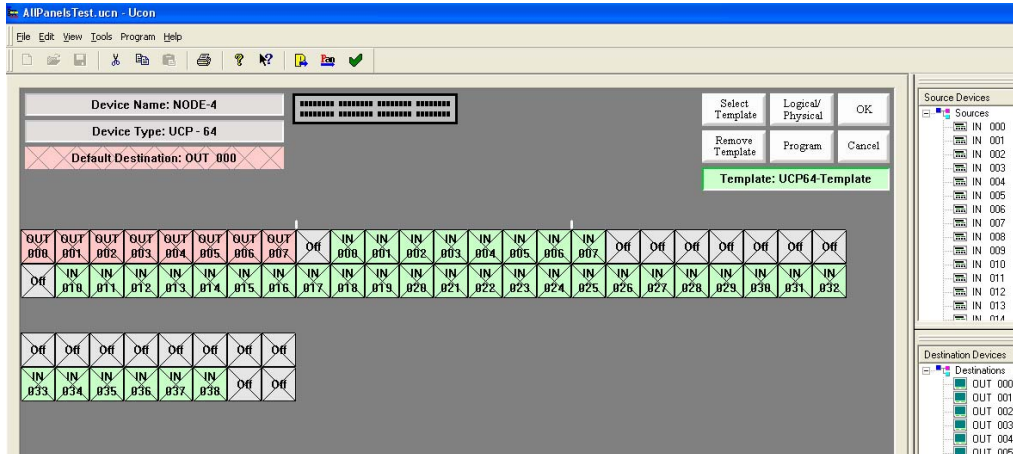 AllPanelsTest.ucn - Ucon
File Edit View Tools Program Help
Device Name: NODE-4
Device Type: UCP - 64
Default Destination: OUT 000
Select Template
Logical/ Physical
OK
Remove Template
Program
Cancel
Template: UCP64-Template
OUT 000 OUT 001 OUT 002 OUT 003 OUT 004 OUT 005 OUT 006 OUT 007 Off IN 000 IN 001 IN 002 IN 003 IN 004 IN 005 IN 006 IN 007 Off Off Off Off Off Off Off
Off IN 010 IN 011 IN 012 IN 013 IN 014 IN 015 IN 016 IN 017 IN 018 IN 019 IN 020 IN 021 IN 022 IN 023 IN 024 IN 025 IN 026 IN 027 IN 028 IN 029 IN 030 IN 031 IN 032
Off Off Off Off Off Off Off Off
IN 033 IN 034 IN 035 IN 036 IN 037 IN 038 Off Off
Source Devices
Sources
IN 000
IN 001
IN 002
IN 003
IN 004
IN 005
IN 006
IN 007
IN 008
IN 009
IN 010
IN 011
IN 012
IN 013
IN 014
Destination Devices
Destinations
OUT 000
OUT 001
OUT 002
OUT 003
OUT 004
OUT 005